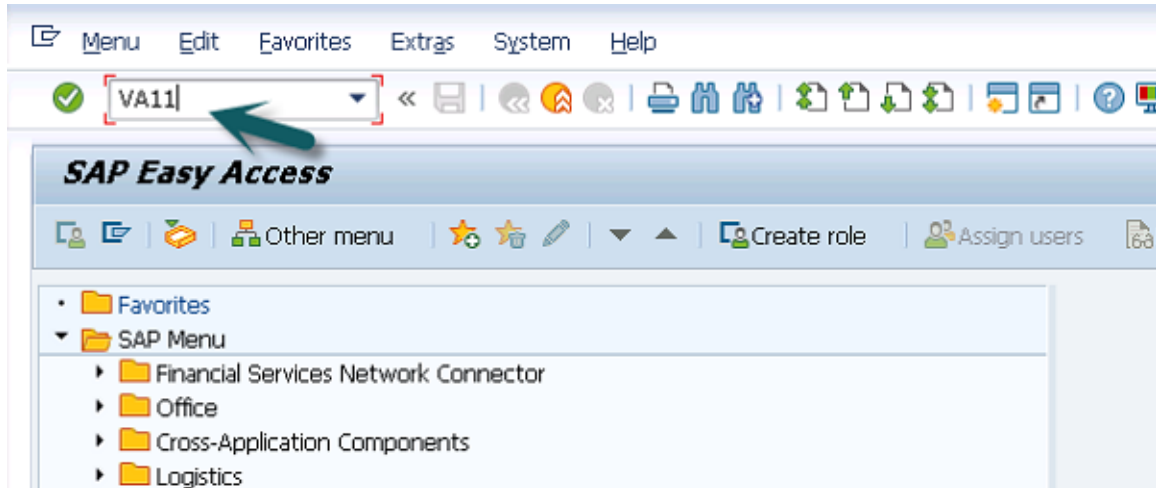 Menu Edit Favorites Extras System Help
VA11
SAP Easy Access
Other menu Create role Assign users
Favorites
SAP Menu
Financial Services Network Connector
Office
Cross-Application Components
Logistics